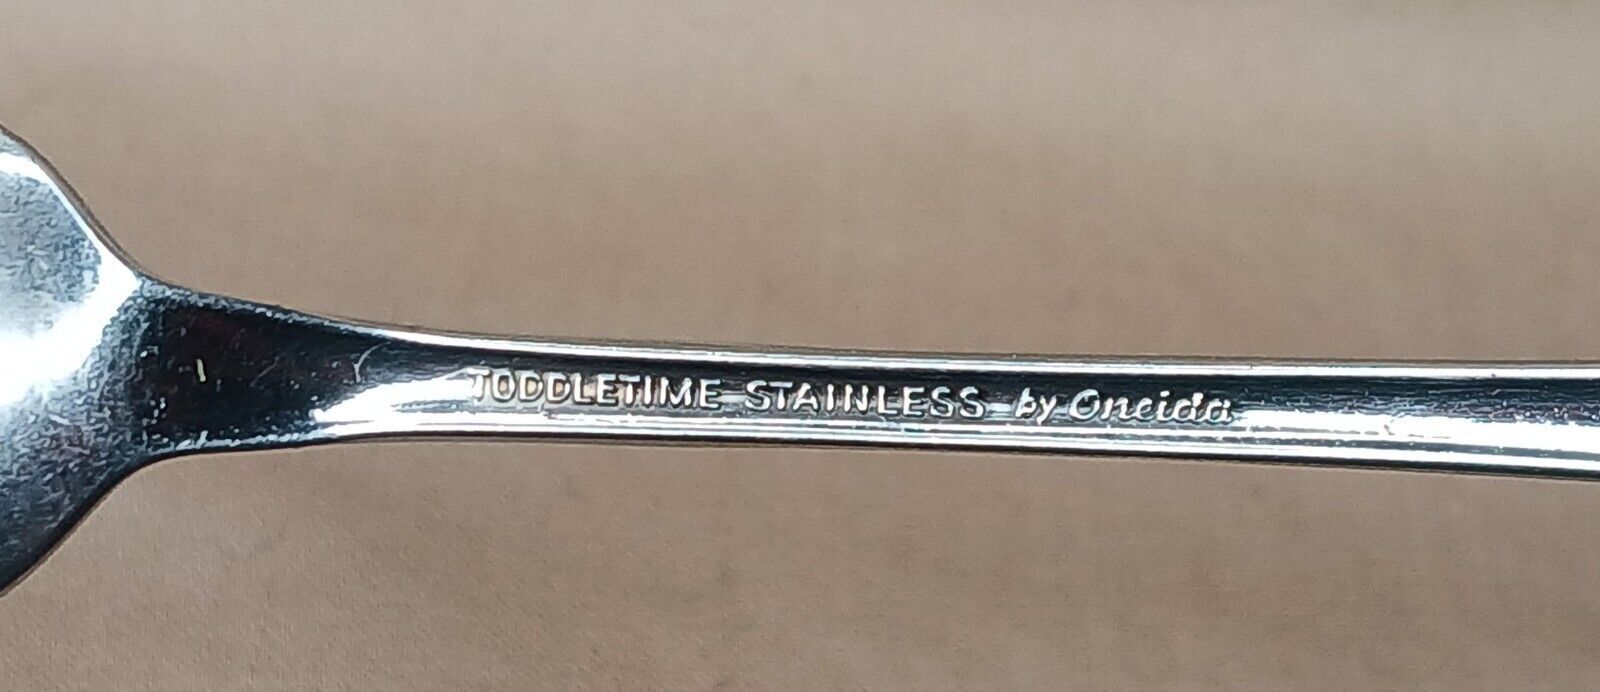 TODDLETIME STAINLESS by Oneida